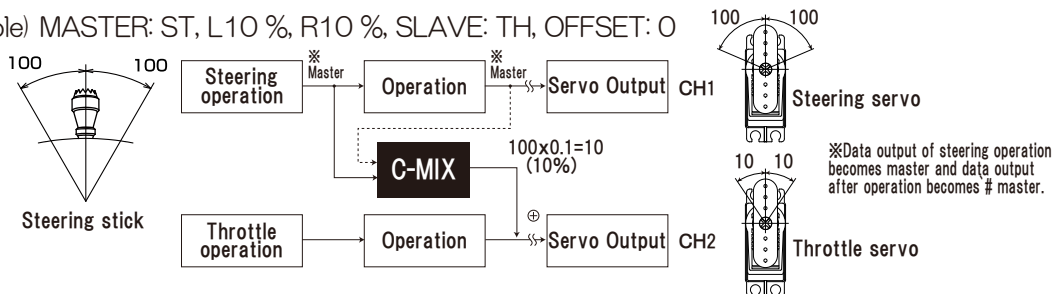 ble) MASTER: ST, L10 %, R10 %, SLAVE: TH, OFFSET: 0
100 100
Steering stick
Steering
operation
※
Master
Operation
※
Master
Servo Output
CH1
C-MIX
100x0.1=10
(10%)
Throttle
operation
Operation
⊕
Servo Output
CH2
100 100
Steering servo
10 10
Throttle servo
※Data output of steering operation
becomes master and data output
after operation becomes # master.